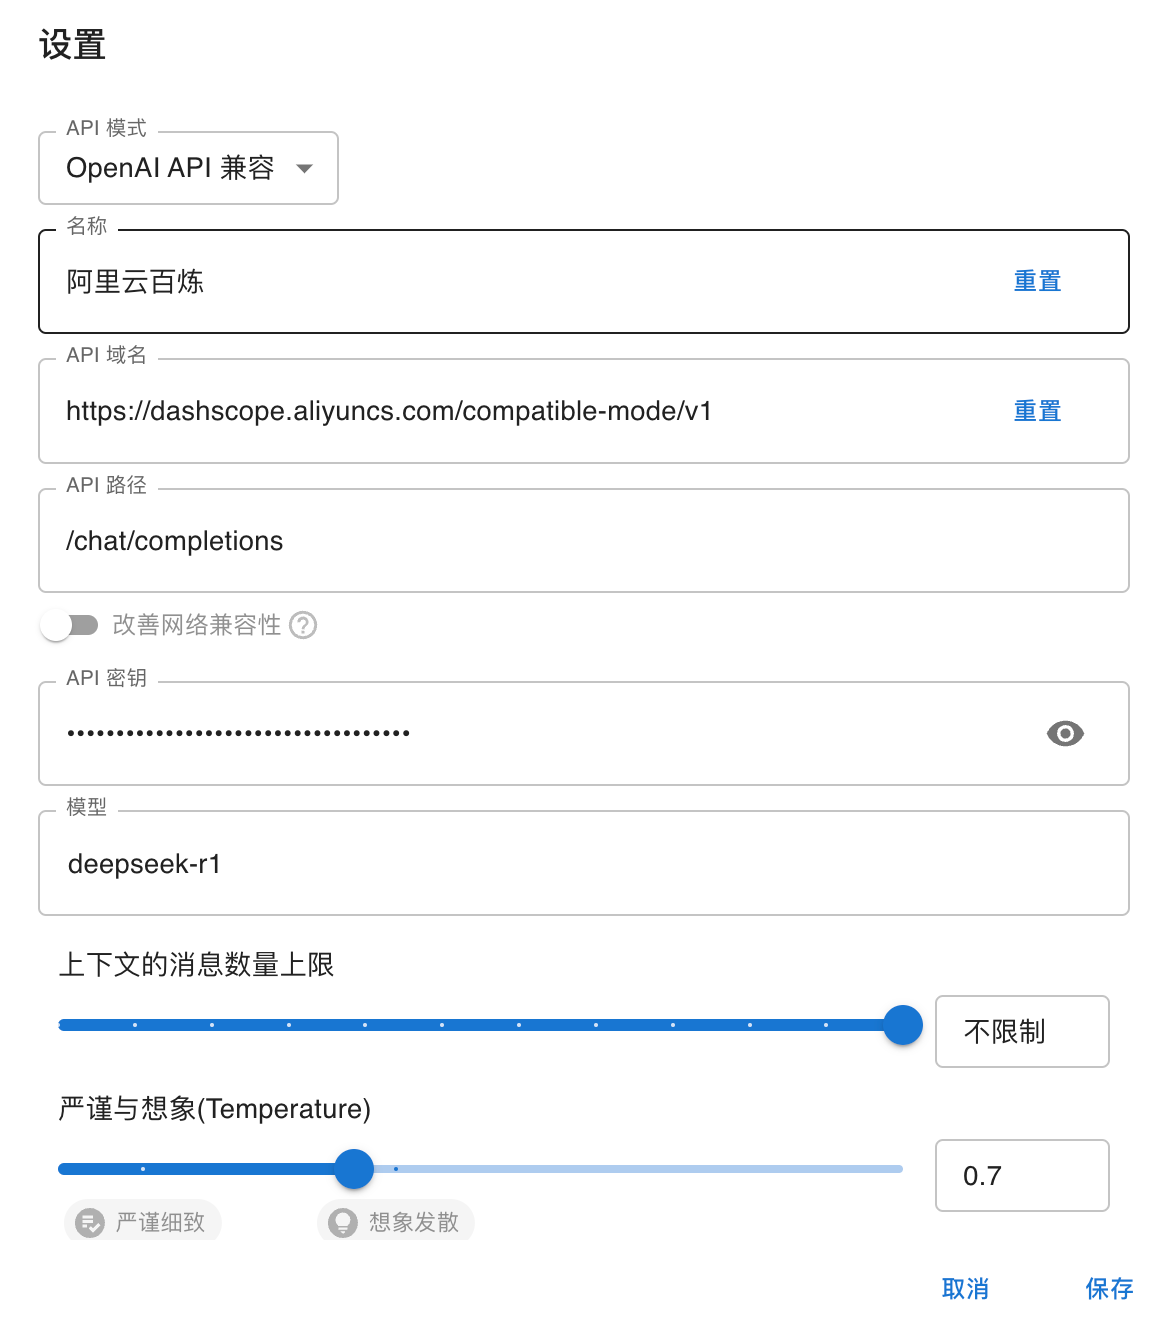 设置
API 模式
OpenAI API 兼容
名称
阿里云百炼
重置
API 域名
https://dashscope.aliyuncs.com/compatible-mode/v1
重置
API 路径
/chat/completions
改善网络兼容性
API 密钥
•••••••••••••••••••••••••••••••••••
模型
deepseek-r1
上下文的消息数量上限
不限制
严谨与想象(Temperature)
0.7
严谨细致
想象发散
取消
保存